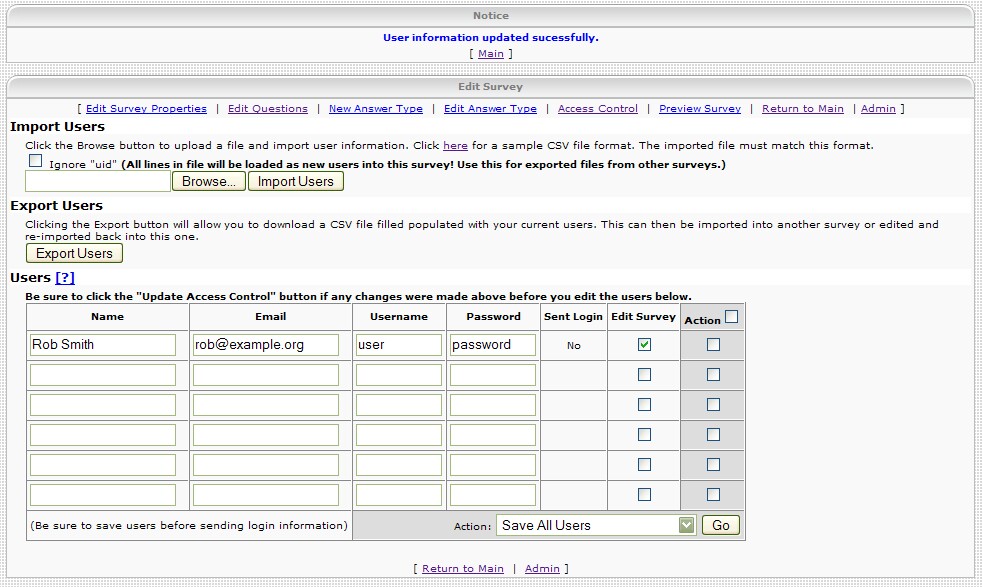 Notice
User information updated sucessfully.
[ Main ]
Edit Survey
[ Edit Survey Properties | Edit Questions | New Answer Type | Edit Answer Type | Access Control | Preview Survey | Return to Main | Admin ]
Import Users
Click the Browse button to upload a file and import user information. Click here for a sample CSV file format. The imported file must match this format.
Ignore "uid" (All lines in file will be loaded as new users into this survey! Use this for exported files from other surveys.)
Browse... Import Users
Export Users
Clicking the Export button will allow you to download a CSV file filled populated with your current users. This can then be imported into another survey or edited and
re-imported back into this one.
Export Users
Users [?]
Be sure to click the "Update Access Control" button if any changes were made above before you edit the users below.
Name Email Username Password Sent Login Edit Survey Action
Rob Smith rob@example.org user password No
(Be sure to save users before sending login information) Action: Save All Users Go
[ Return to Main | Admin ]